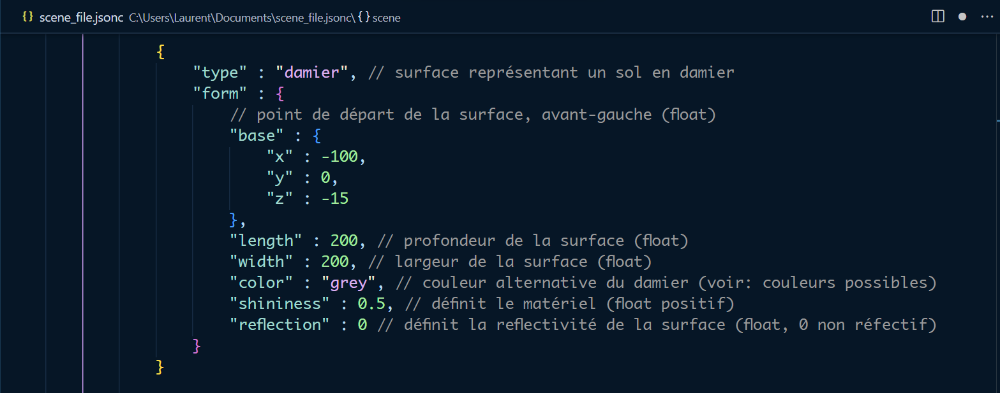 {} scene_file.jsonc C:\Users\Laurent\Documents\scene_file.jsonc\{} scene
{
"type" : "damier", // surface représentant un sol en damier
"form" : {
// point de départ de la surface, avant-gauche (float)
"base" : {
"x" : -100,
"y" : 0,
"z" : -15
},
"length" : 200, // profondeur de la surface (float)
"width" : 200, // largeur de la surface (float)
"color" : "grey", // couleur alternative du damier (voir: couleurs possibles)
"shininess" : 0.5, // définit le matériel (float positif)
"reflection" : 0 // définit la reflectivité de la surface (float, 0 non réfectif)
}
}